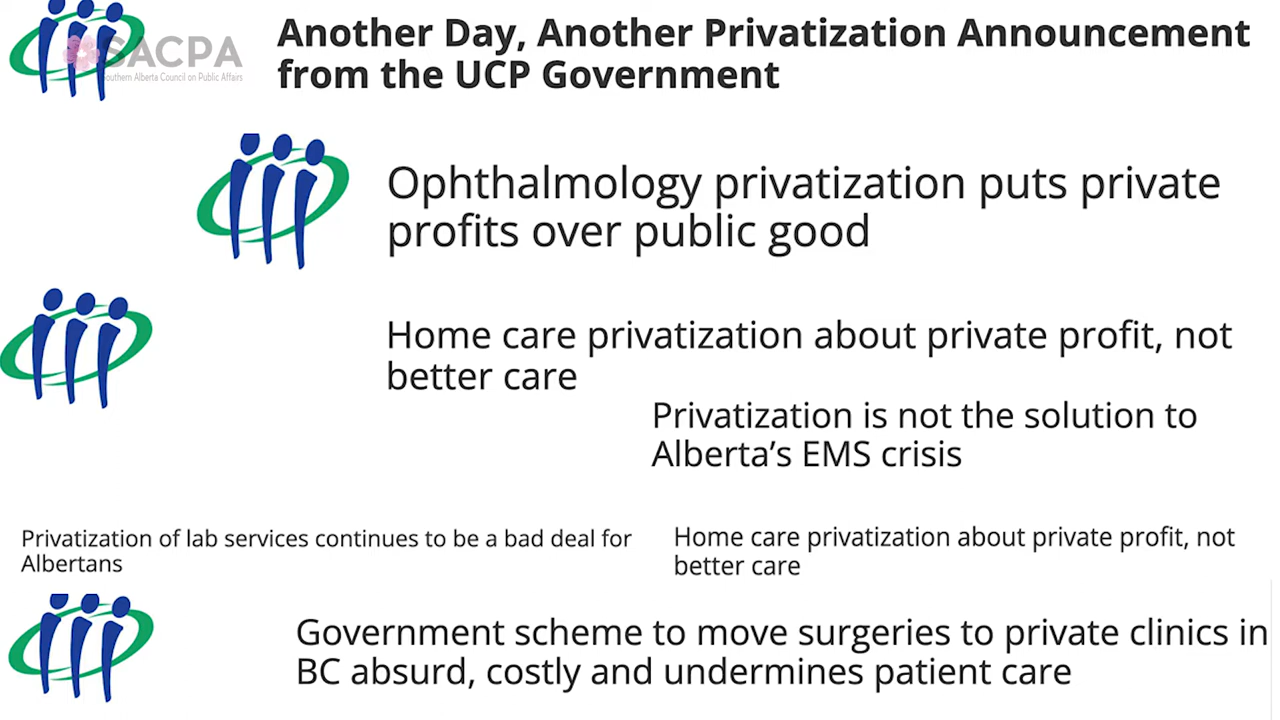 SACPA
Southern Alberta Council on Public Affairs
Another Day, Another Privatization Announcement
from the UCP Government
Ophthalmology privatization puts private
profits over public good
Home care privatization about private profit, not
better care
Privatization is not the solution to
Alberta’s EMS crisis
Privatization of lab services continues to be a bad deal for
Albertans
Home care privatization about private profit, not
better care
Government scheme to move surgeries to private clinics in
BC absurd, costly and undermines patient care